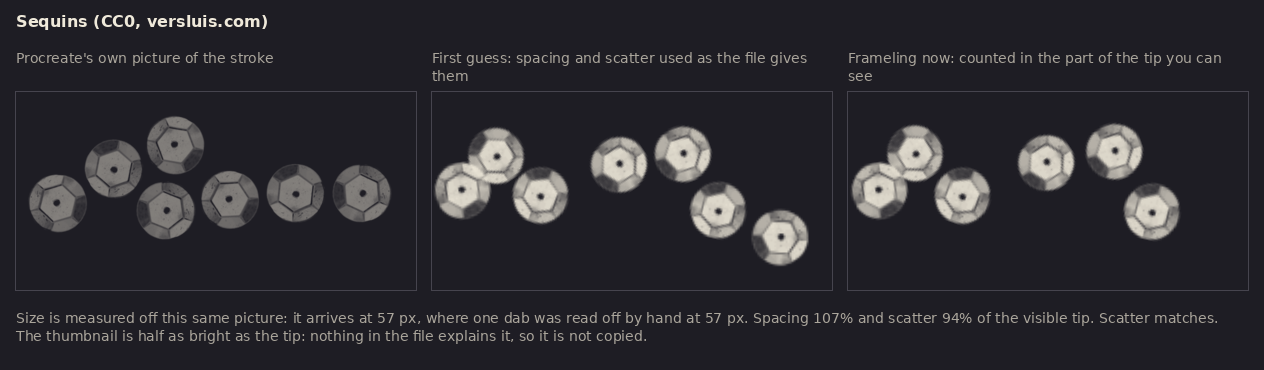 Sequins (CC0, versluis.com)
Procreate's own picture of the stroke
First guess: spacing and scatter used as the file gives
them
Frameling now: counted in the part of the tip you can
see
Size is measured off this same picture: it arrives at 57 px, where one dab was read off by hand at 57 px. Spacing 107% and scatter 94% of the visible tip. Scatter matches.
The thumbnail is half as bright as the tip: nothing in the file explains it, so it is not copied.